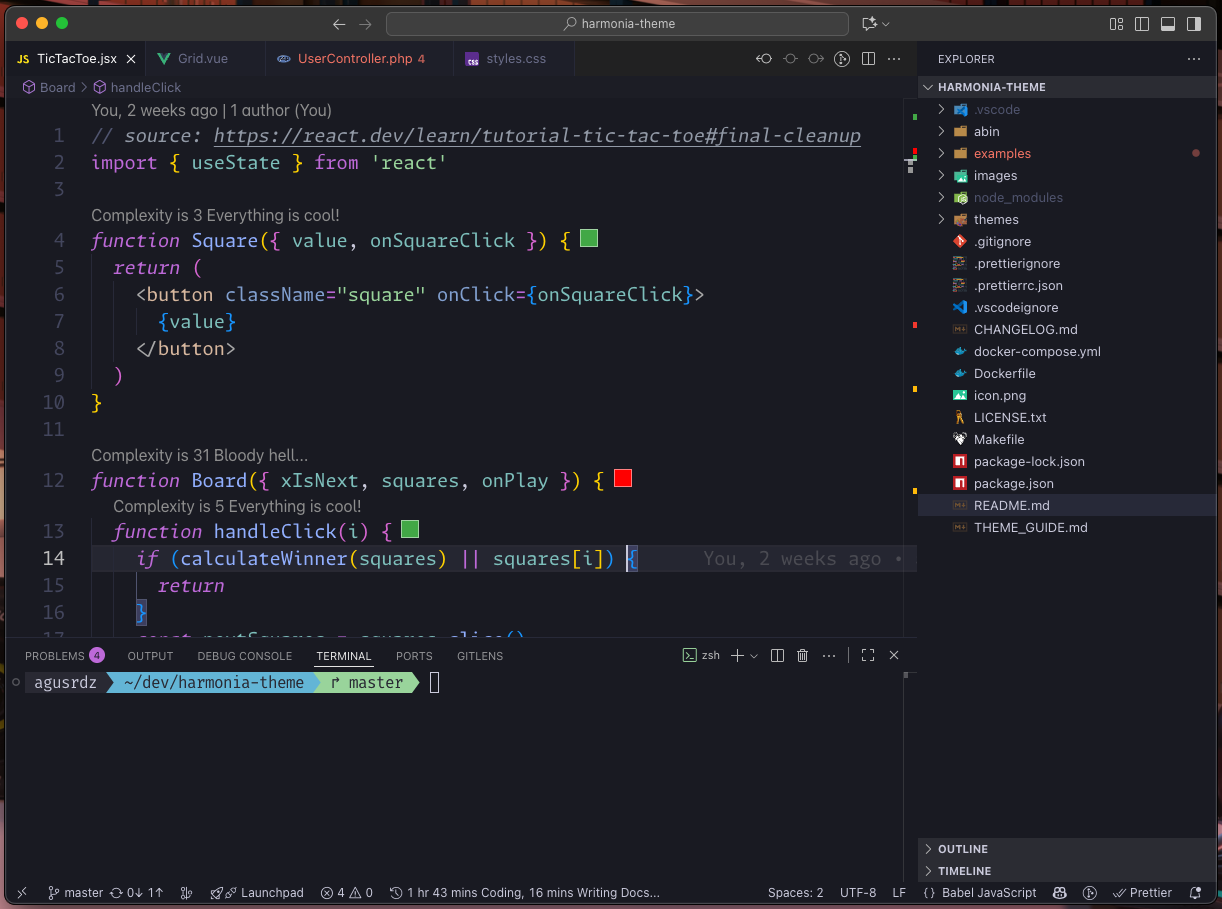 harmonia-theme
JS TicTacToe.jsx
Grid.vue
UserController.php 4
styles.css
Board > handleClick
You, 2 weeks ago | 1 author (You)
1 // source: https://react.dev/learn/tutorial-tic-tac-toe#final-cleanup
2 import { useState } from 'react'
3
Complexity is 3 Everything is cool!
4 function Square({ value, onSquareClick }) {
5 return (
6 <button className="square" onClick={onSquareClick}>
7 {value}
8 </button>
9 )
10 }
11
Complexity is 31 Bloody hell...
12 function Board({ xIsNext, squares, onPlay }) {
Complexity is 5 Everything is cool!
13 function handleClick(i) {
14 if (calculateWinner(squares) || squares[i]) { You, 2 weeks ago •
15 return
16 }
17 const nextSquares = squares.slice()
PROBLEMS 4
OUTPUT
DEBUG CONSOLE
TERMINAL
PORTS
GITLENS
zsh
agusrdz ~/dev/harmonia-theme master
EXPLORER
HARMONIA-THEME
.vscode
abin
examples
images
node_modules
themes
.gitignore
.prettierignore
.prettierrc.json
.vscodeignore
CHANGELOG.md
docker-compose.yml
Dockerfile
icon.png
LICENSE.txt
Makefile
package-lock.json
package.json
README.md
THEME_GUIDE.md
OUTLINE
TIMELINE
master 0↓ 1↑ Launchpad 4 0 1 hr 43 mins Coding, 16 mins Writing Docs... Spaces: 2 UTF-8 LF { } Babel JavaScript Prettier